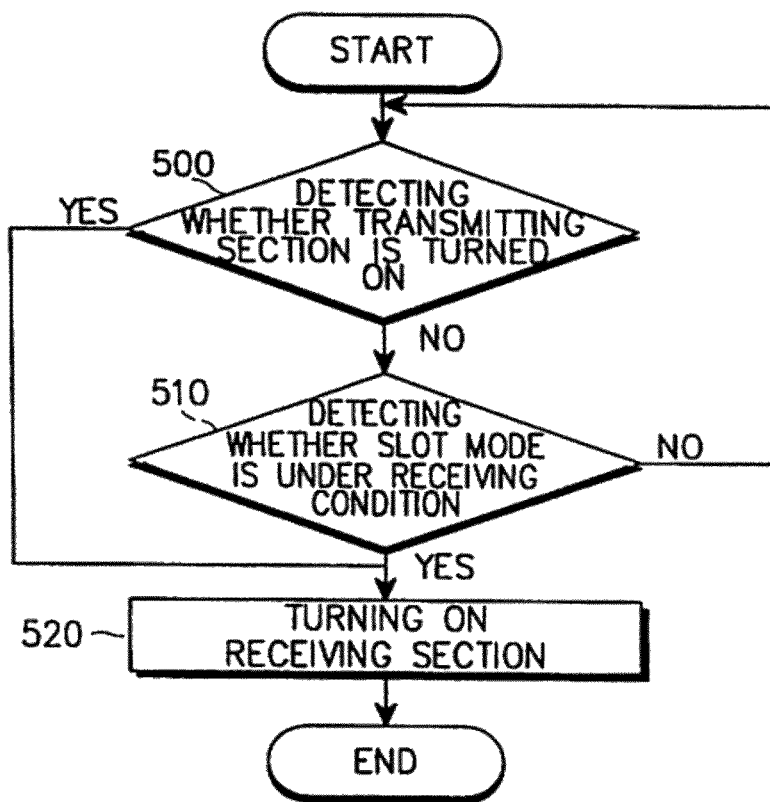 START
500
YES
DETECTING
WHETHER TRANSMITTING
SECTION IS TURNED
ON
NO
510
DETECTING
WHETHER SLOT MODE
IS UNDER RECEIVING
CONDITION
NO
YES
520
TURNING ON
RECEIVING SECTION
END